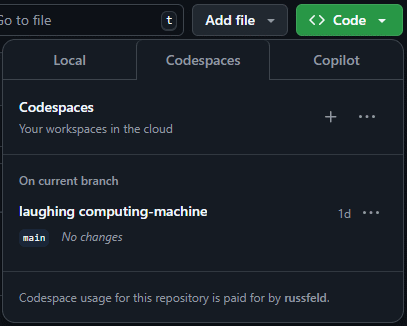 Go to file t Add file <> Code
Local Codespaces Copilot
Codespaces
Your workspaces in the cloud
On current branch
laughing computing-machine 1d
main No changes
Codespace usage for this repository is paid for by russfeld.